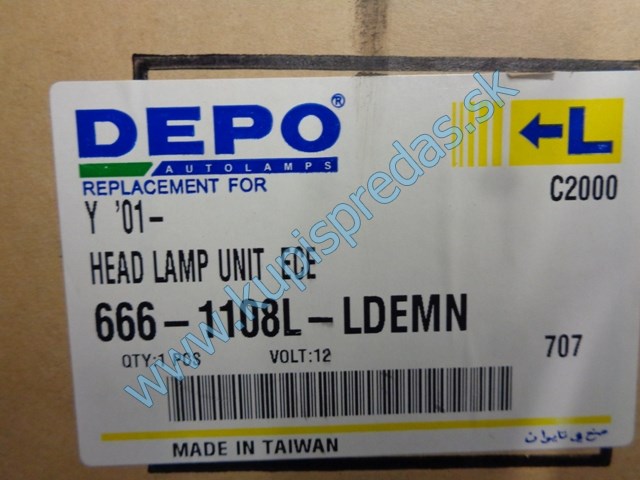 DEPO®
AUTOLAMPS
REPLACEMENT FOR
←L
C2000
Y '01-
HEAD LAMP UNIT ECE
666-1108L-LDEMN
QTY:1 PCS VOLT:12
707
MADE IN TAIWAN
www.kupispredas.sk